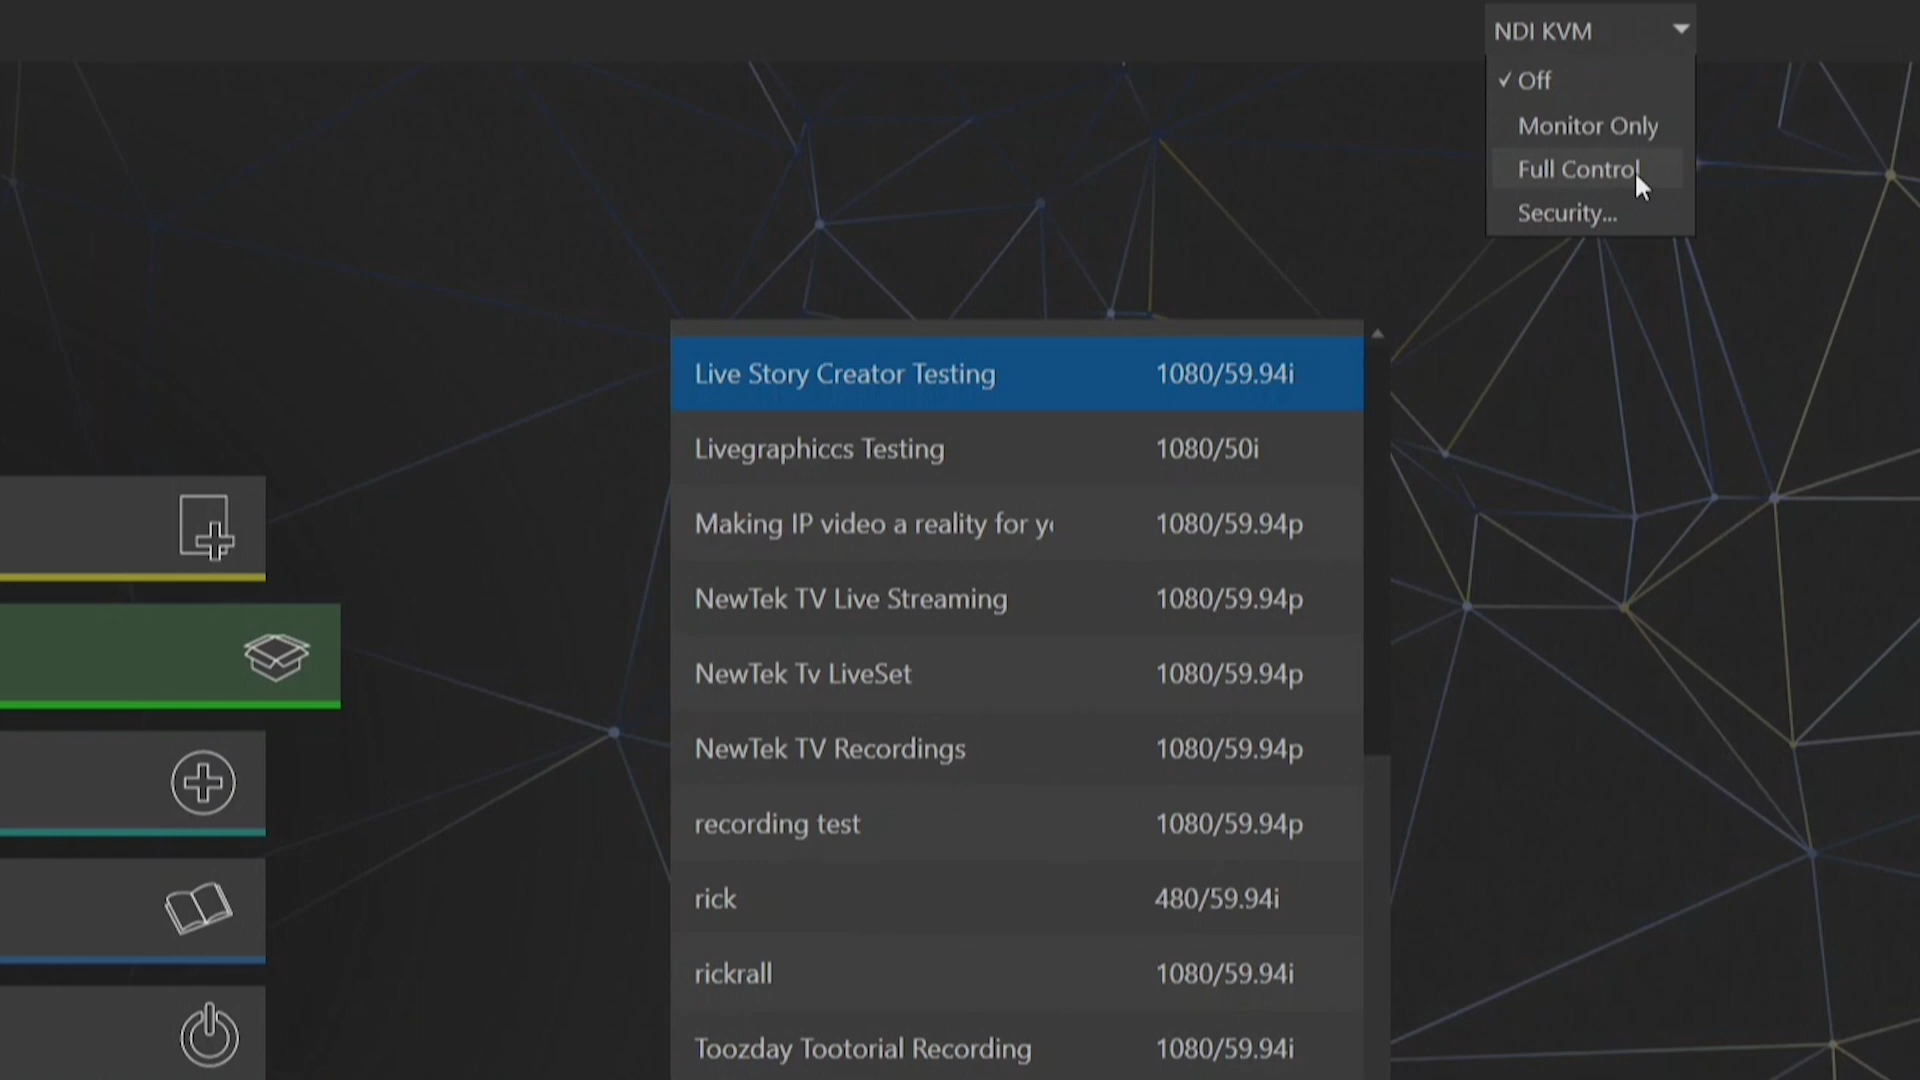 NDI KVM
✓ Off
Monitor Only
Full Control
Security...
Live Story Creator Testing 1080/59.94i
Livegraphiccs Testing 1080/50i
Making IP video a reality for 1080/59.94p
NewTek TV Live Streaming 1080/59.94p
NewTek Tv LiveSet 1080/59.94p
NewTek TV Recordings 1080/59.94p
recording test 1080/59.94p
rick 480/59.94i
rickrall 1080/59.94i
Toozday Tootorial Recording 1080/59.94i